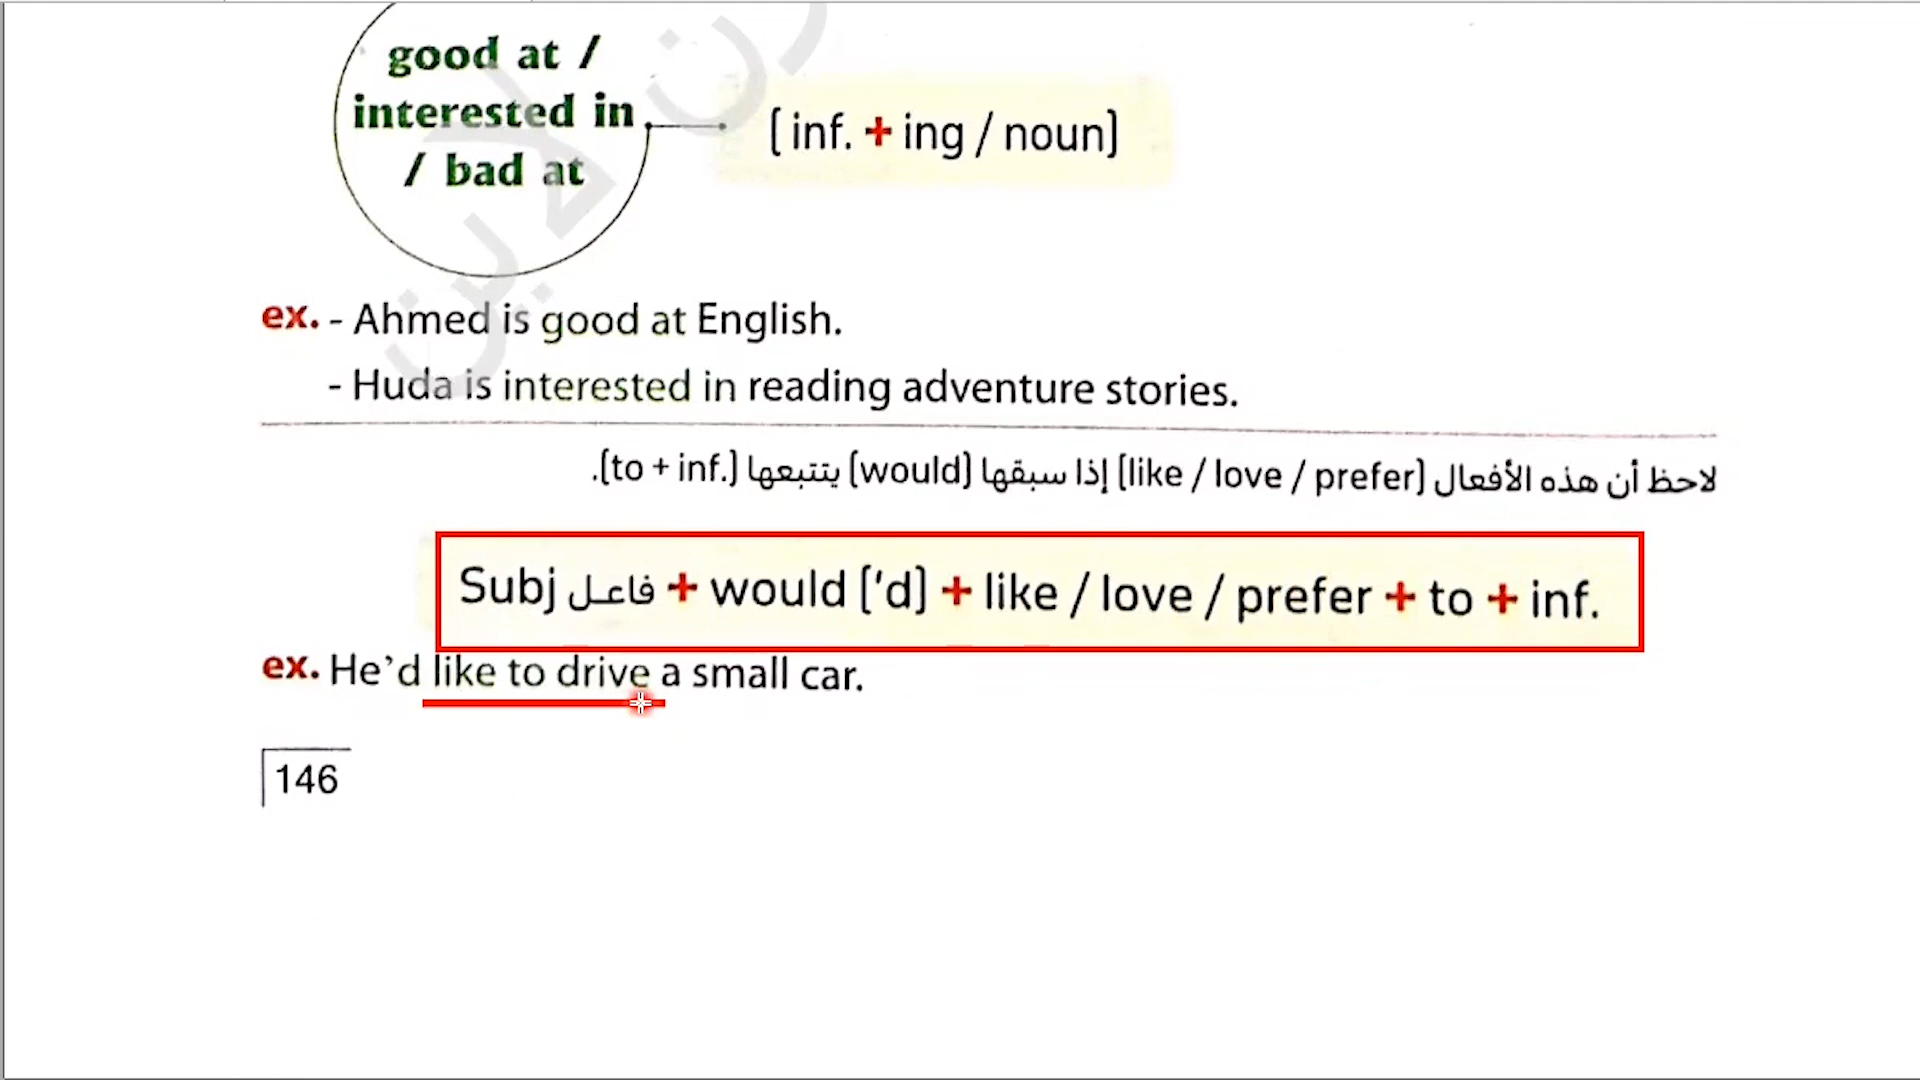 good at /
interested in
/ bad at
[ inf. + ing / noun]
ex. - Ahmed is good at English.
- Huda is interested in reading adventure stories.
لاحظ أن هذه الأفعال [like / love / prefer] إذا سبقها [would] يتتبعها [to + inf.].
Subj فاعل + would ['d] + like / love / prefer + to + inf.
ex. He'd like to drive a small car.
146